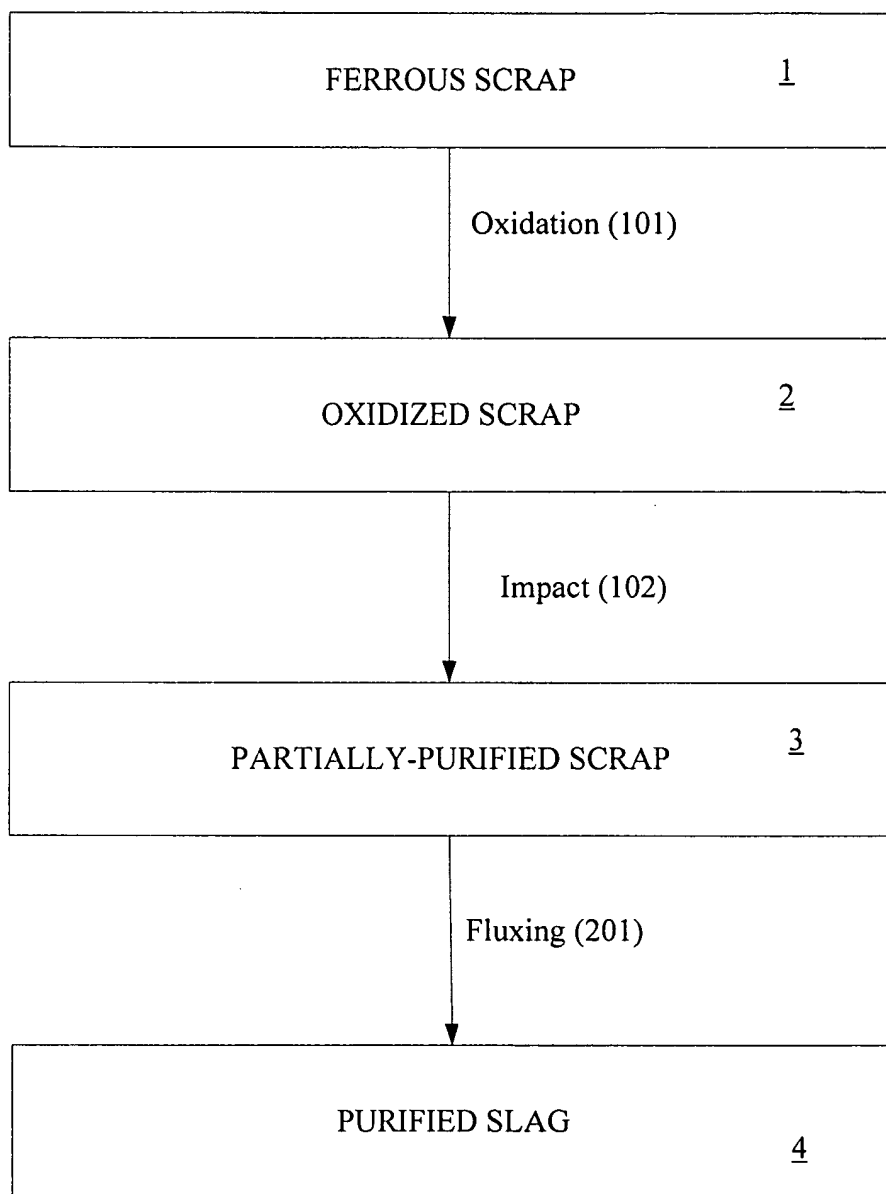 FERROUS SCRAP 1
Oxidation (101)
OXIDIZED SCRAP 2
Impact (102)
PARTIALLY-PURIFIED SCRAP 3
Fluxing (201)
PURIFIED SLAG 4